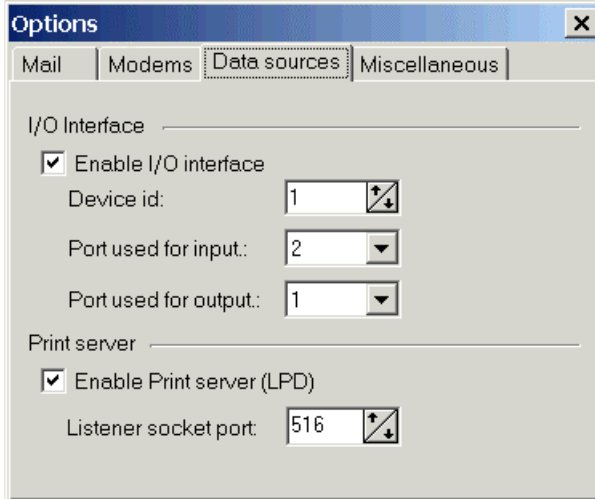 Options
Mail Modems Data sources Miscellaneous
I/O Interface
Enable I/O interface
Device id: 1
Port used for input.: 2
Port used for output.: 1
Print server
Enable Print server (LPD)
Listener socket port: 516